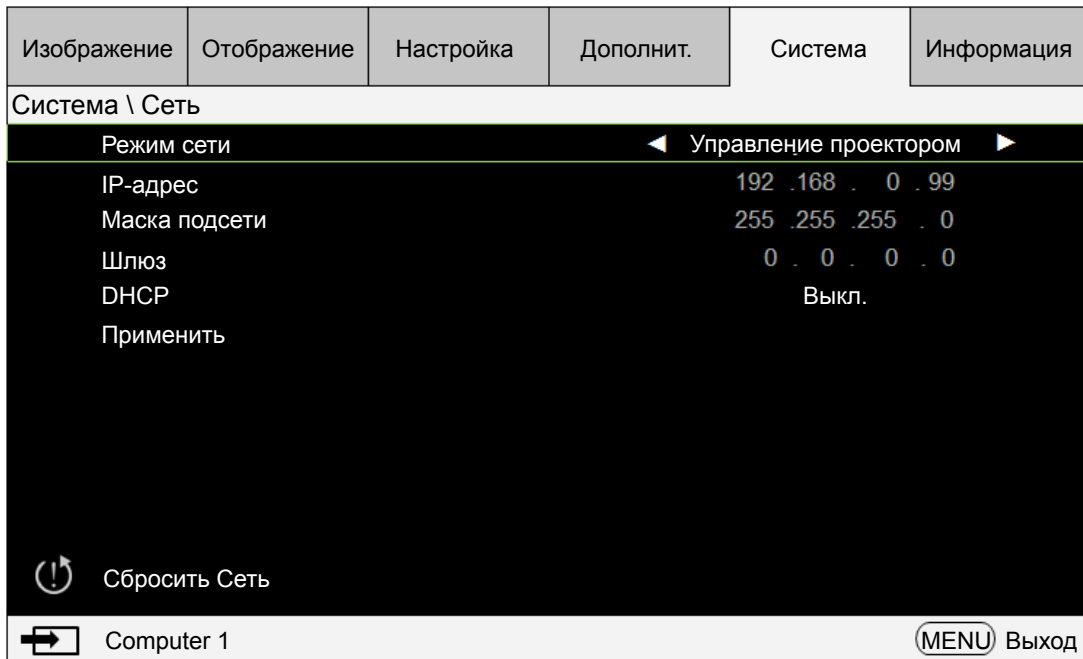 Изображение Отображение Настройка Дополнит. Система Информация
Система \ Сеть
Режим сети Управление проектором
IP-адрес 192 .168 . 0 . 99
Маска подсети 255 .255 .255 . 0
Шлюз 0 . 0 . 0 . 0
DHCP Выкл.
Применить
Сбросить Сеть
Computer 1 MENU Выход